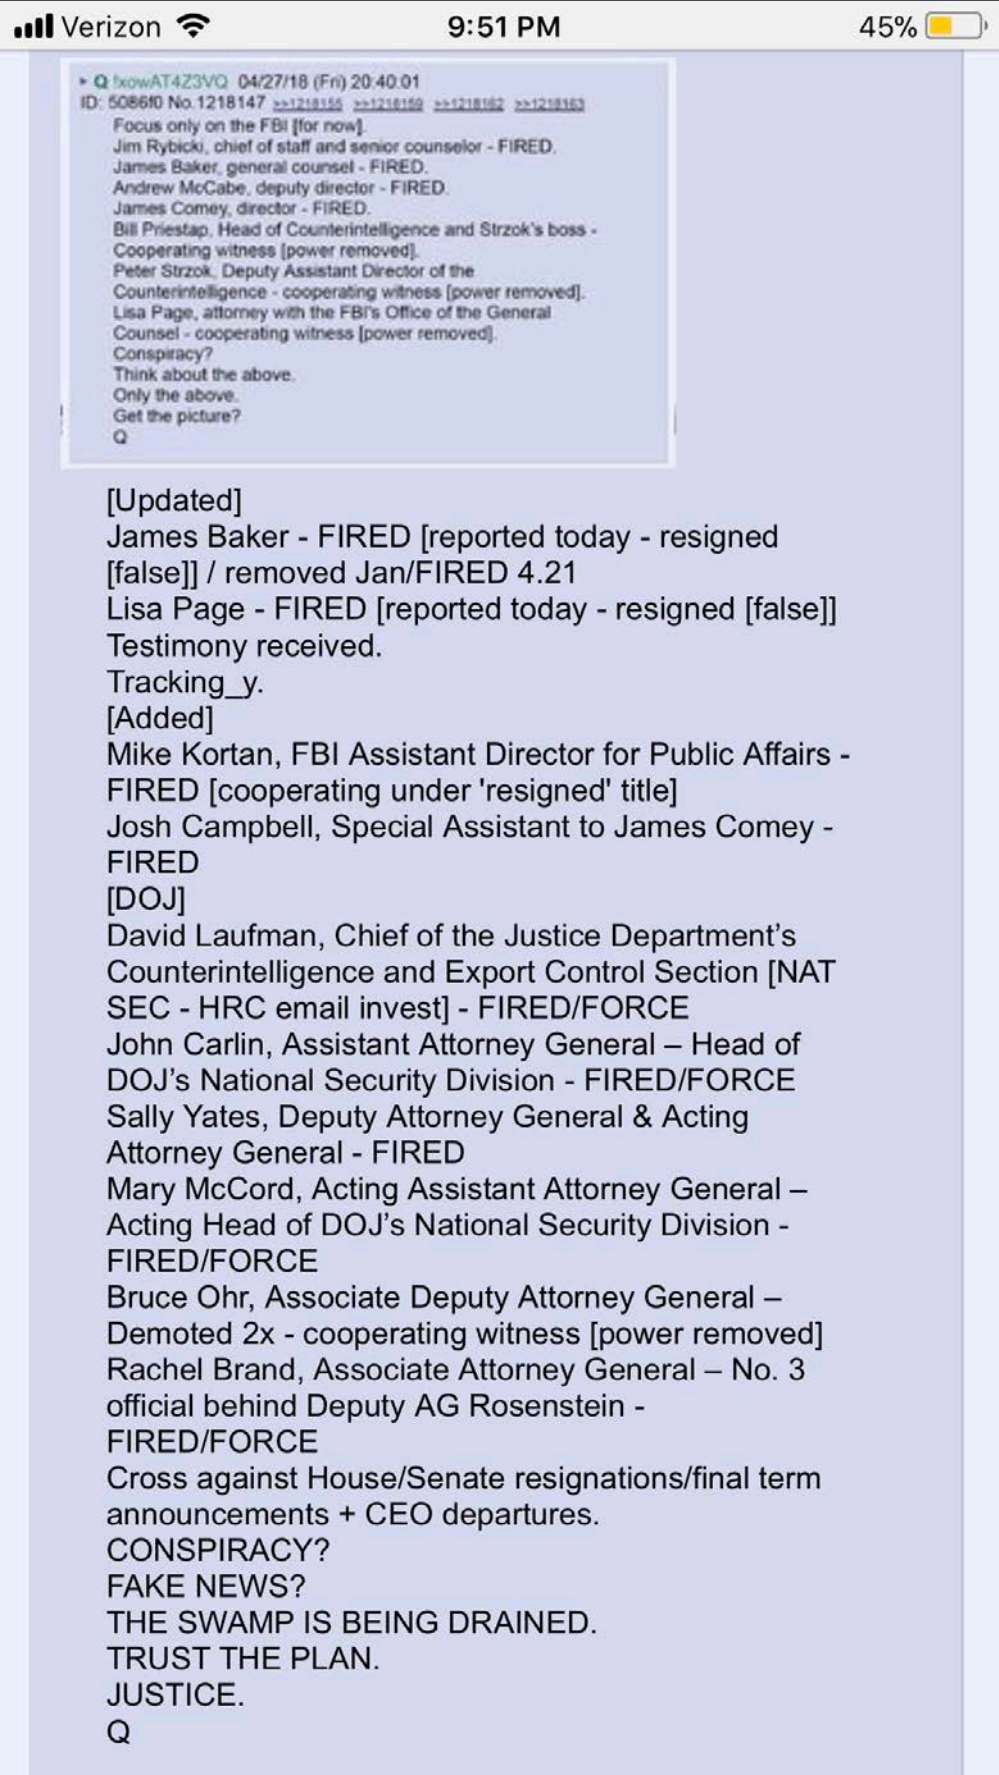 Verizon 9:51 PM 45%
Q !xowAT4Z3VQ 04/27/18 (Fri) 20:40:01
ID: 5086f0 No.1218147 >>1218155 >>1218159 >>1218162 >>1218163
Focus only on the FBI [for now].
Jim Rybicki, chief of staff and senior counselor - FIRED.
James Baker, general counsel - FIRED.
Andrew McCabe, deputy director - FIRED.
James Comey, director - FIRED.
Bill Priestap, Head of Counterintelligence and Strzok's boss -
Cooperating witness [power removed].
Peter Strzok, Deputy Assistant Director of the
Counterintelligence - cooperating witness [power removed].
Lisa Page, attorney with the FBI's Office of the General
Counsel - cooperating witness [power removed].
Conspiracy?
Think about the above.
Only the above.
Get the picture?
Q
[Updated]
James Baker - FIRED [reported today - resigned
[false]] / removed Jan/FIRED 4.21
Lisa Page - FIRED [reported today - resigned [false]]
Testimony received.
Tracking_y.
[Added]
Mike Kortan, FBI Assistant Director for Public Affairs -
FIRED [cooperating under 'resigned' title]
Josh Campbell, Special Assistant to James Comey -
FIRED
[DOJ]
David Laufman, Chief of the Justice Department’s
Counterintelligence and Export Control Section [NAT
SEC - HRC email invest] - FIRED/FORCE
John Carlin, Assistant Attorney General – Head of
DOJ’s National Security Division - FIRED/FORCE
Sally Yates, Deputy Attorney General & Acting
Attorney General - FIRED
Mary McCord, Acting Assistant Attorney General –
Acting Head of DOJ’s National Security Division -
FIRED/FORCE
Bruce Ohr, Associate Deputy Attorney General –
Demoted 2x - cooperating witness [power removed]
Rachel Brand, Associate Attorney General – No. 3
official behind Deputy AG Rosenstein -
FIRED/FORCE
Cross against House/Senate resignations/final term
announcements + CEO departures.
CONSPIRACY?
FAKE NEWS?
THE SWAMP IS BEING DRAINED.
TRUST THE PLAN.
JUSTICE.
Q